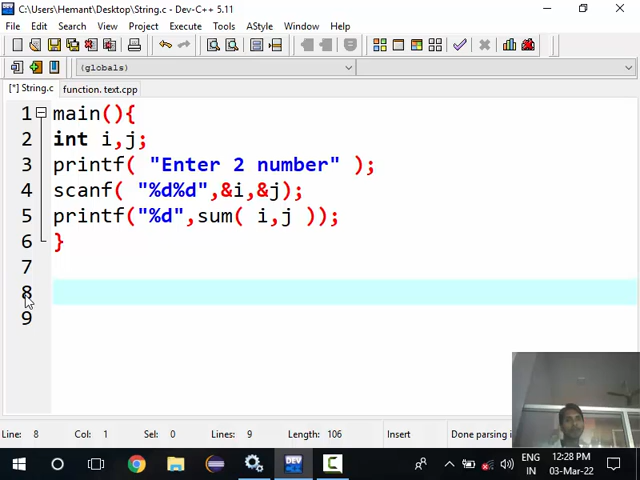 C:\Users\Hemant\Desktop\String.c - Dev-C++ 5.11
File Edit Search View Project Execute Tools AStyle Window Help
(globals)
[*] String.c function. text.cpp
1 main(){
2 int i,j;
3 printf( "Enter 2 number" );
4 scanf( "%d%d",&i,&j);
5 printf("%d",sum( i,j ));
6 }
7
8
9
Line: 8 Col: 1 Sel: 0 Lines: 9 Length: 106 Insert Done parsing i
DEV
ENG
IN
12:28 PM
03-Mar-22